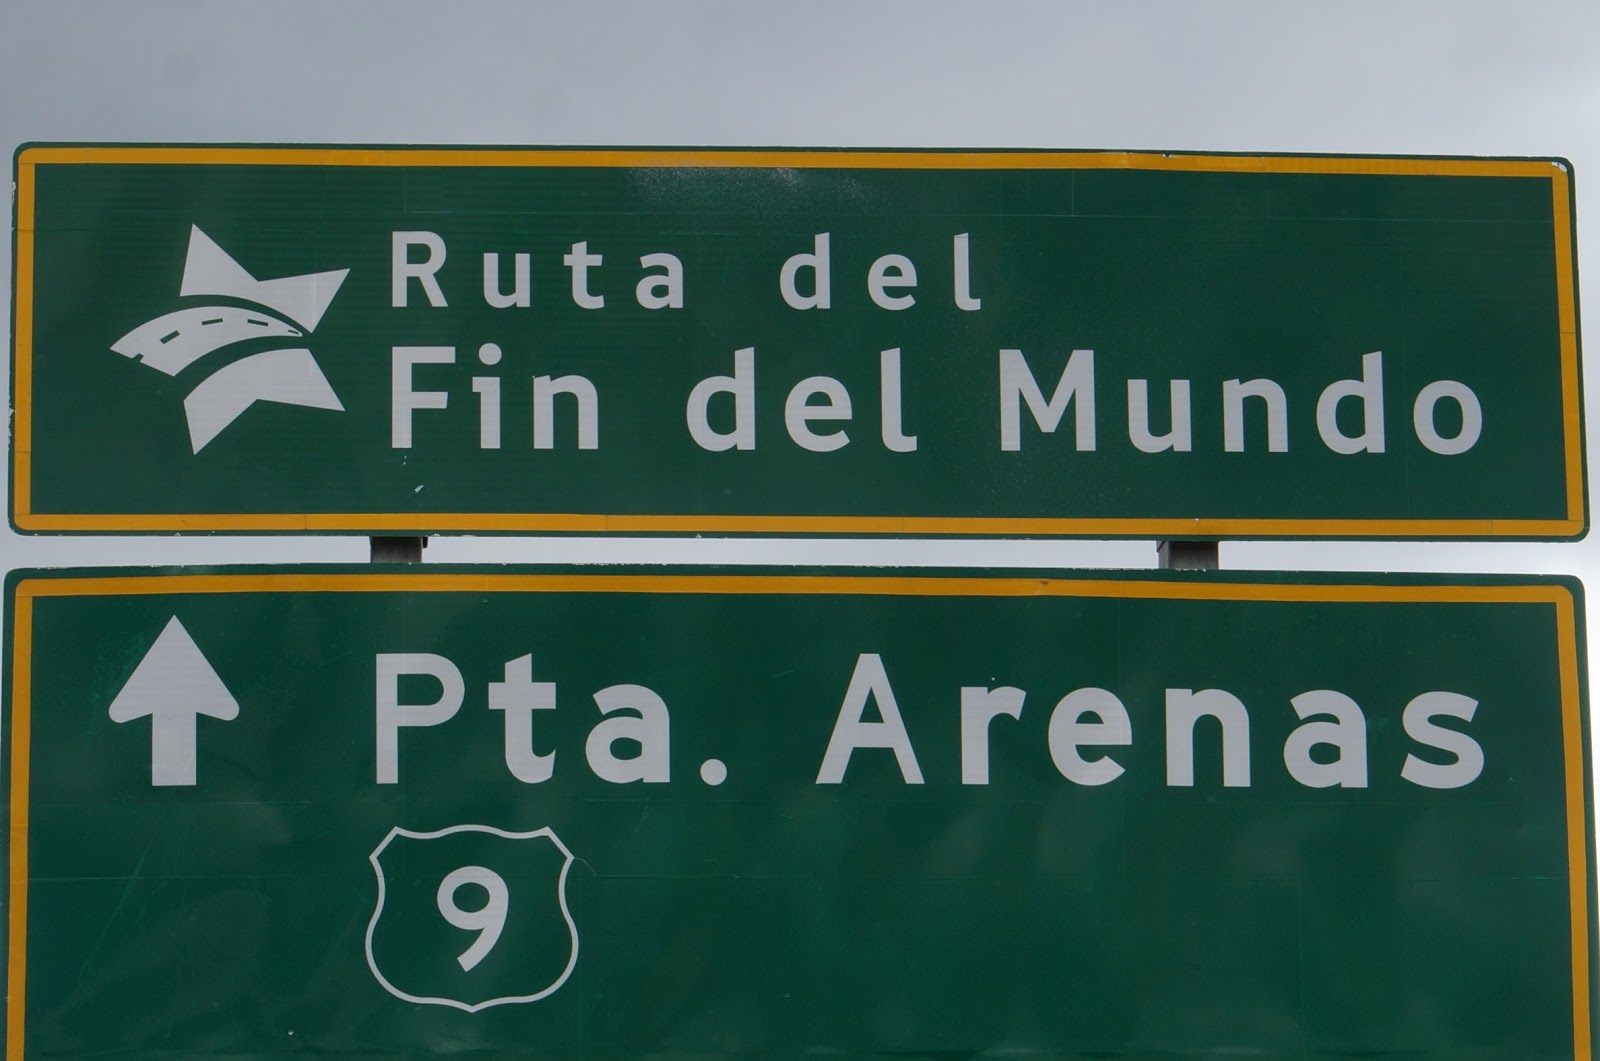 Ruta del
Fin del Mundo
Pta. Arenas
9